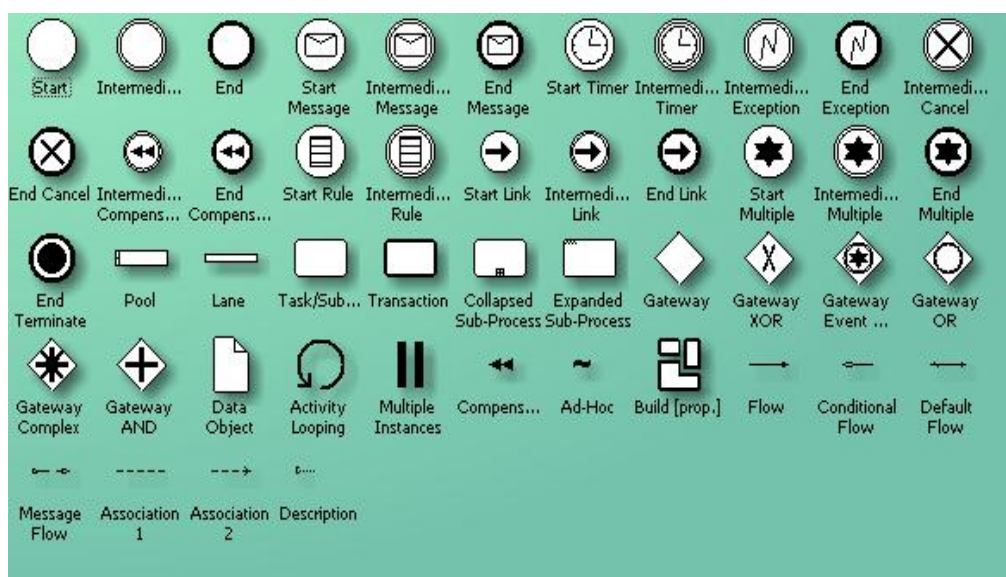 Start Intermedi... End Start Intermedi... End Start Timer Intermedi... Intermedi... End Intermedi...
Message Message Message Timer Exception Exception Cancel
End Cancel Intermedi... End Start Rule Intermedi... Start Link Intermedi... End Link Start Intermedi... End
Compens... Compens... Rule Link Multiple Multiple Multiple
End Pool Lane Task/Sub... Transaction Collapsed Expanded Gateway Gateway Gateway Gateway
Terminate Sub-Process Sub-Process XOR Event ... OR
Gateway Gateway Data Activity Multiple Compens... Ad-Hoc Build [prop.] Flow Conditional Default
Complex AND Object Looping Instances Flow Flow
Message Association Association Description
Flow 1 2